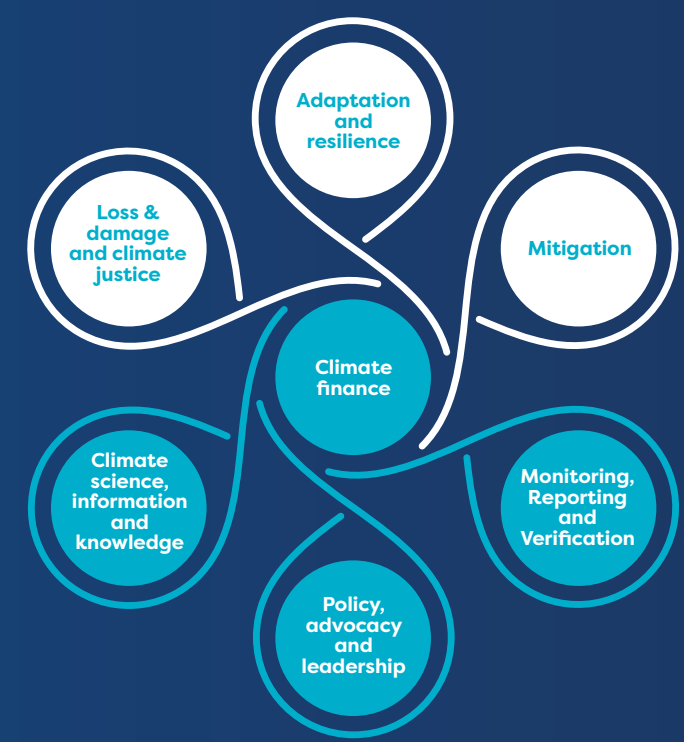 Adaptation
and
resilience
Loss &
damage
and climate
justice
Mitigation
Climate
finance
Climate
science,
information
and
knowledge
Monitoring,
Reporting
and
Verification
Policy,
advocacy
and
leadership